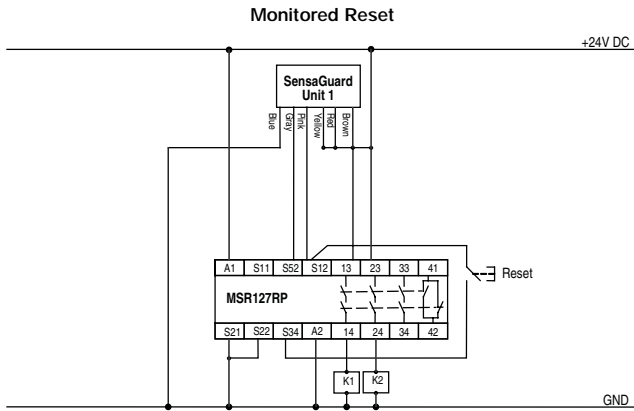 Monitored Reset
+24V DC
SensaGuard
Unit 1
Blue
Gray
Pink
Yellow
Red
Brown
A1 S11 S52 S12 13 23 33 41
Reset
MSR127RP
S21 S22 S34 A2 14 24 34 42
K1 K2
GND